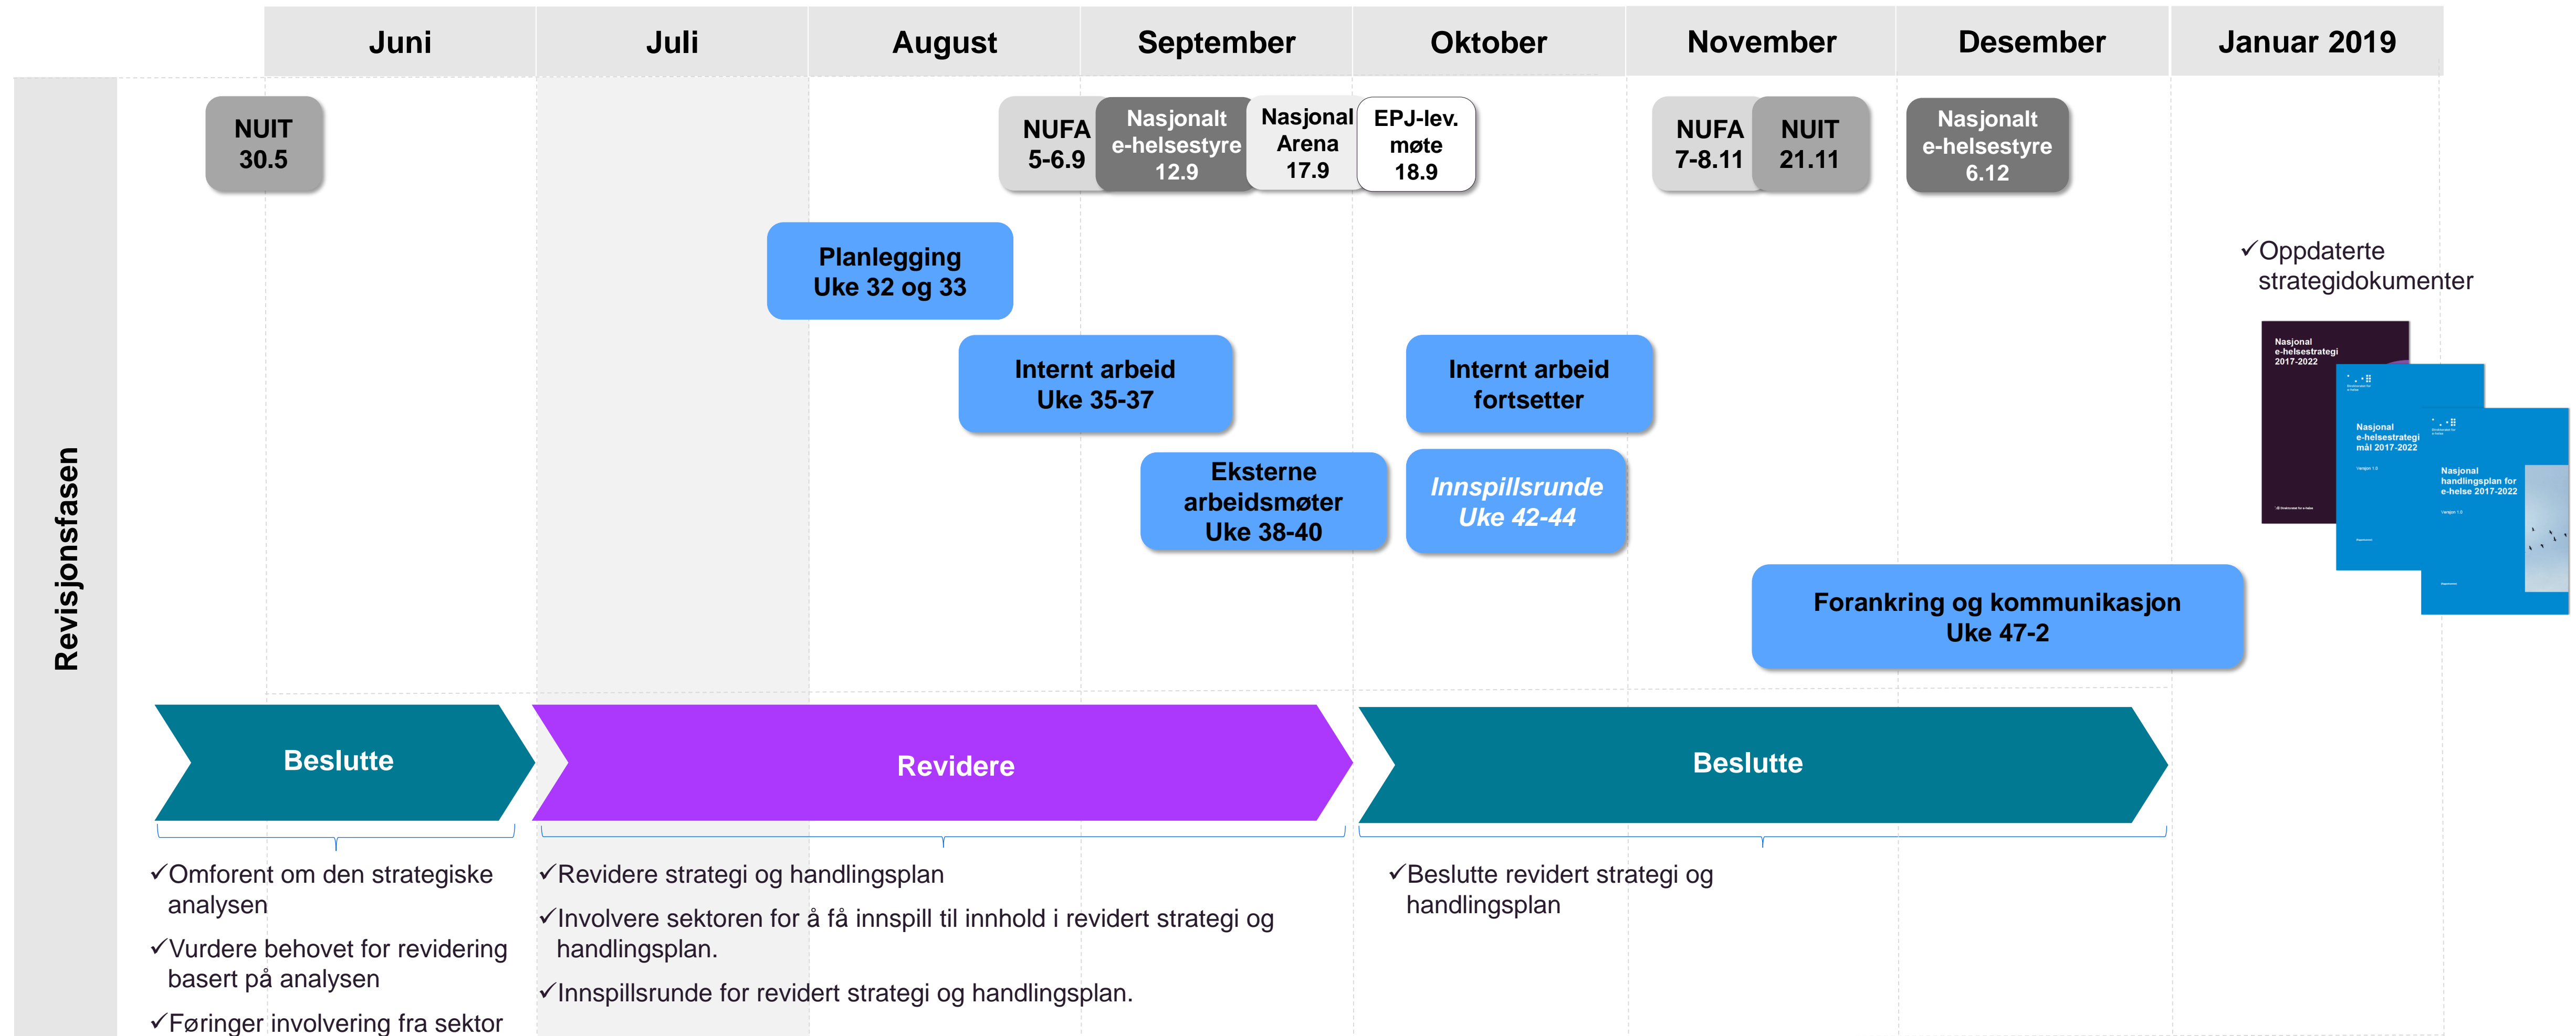 Juni
Juli
August
September
Oktober
November
Desember
Januar 2019
Revisjonsfasen
NUIT
30.5
NUFA
5-6.9
Nasjonalt
e-helsestyre
12.9
Nasjonal
Arena
17.9
EPJ-lev.
møte
18.9
NUFA
7-8.11
NUIT
21.11
Nasjonalt
e-helsestyre
6.12
Planlegging
Uke 32 og 33
Internt arbeid
Uke 35-37
Internt arbeid
fortsetter
Eksterne
arbeidsmøter
Uke 38-40
Innspillsrunde
Uke 42-44
Forankring og kommunikasjon
Uke 47-2
✓Oppdaterte
strategidokumenter
Nasjonal
e-helsestrategi
2017-2022
Nasjonal
e-helsestrategi
mål 2017-2022
Versjon 1.0
Nasjonal
handlingsplan for
e-helse 2017-2022
Versjon 1.0
Beslutte
Revidere
Beslutte
✓Omforent om den strategiske
analysen
✓Vurdere behovet for revidering
basert på analysen
✓Føringer involvering fra sektor
✓Revidere strategi og handlingsplan
✓Involvere sektoren for å få innspill til innhold i revidert strategi og
handlingsplan.
✓Innspillsrunde for revidert strategi og handlingsplan.
✓Beslutte revidert strategi og
handlingsplan